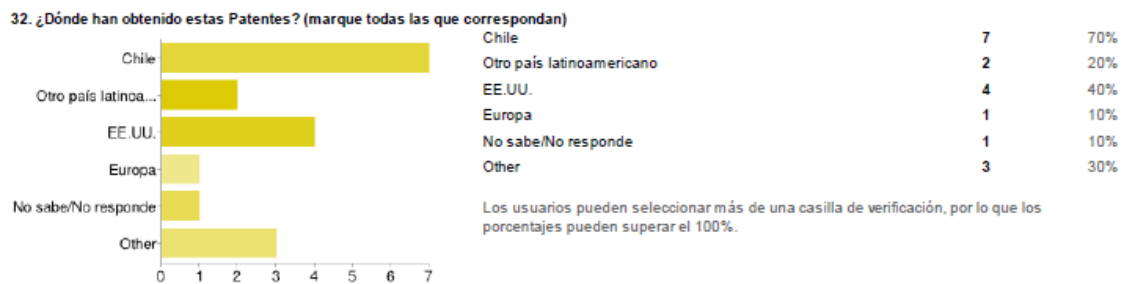 32. ¿Dónde han obtenido estas Patentes? (marque todas las que correspondan)
Chile
Otro país latinoa...
EE.UU.
Europa
No sabe/No responde
Other
0 1 2 3 4 5 6 7
Chile 7 70%
Otro país latinoamericano 2 20%
EE.UU. 4 40%
Europa 1 10%
No sabe/No responde 1 10%
Other 3 30%
Los usuarios pueden seleccionar más de una casilla de verificación, por lo que los
porcentajes pueden superar el 100%.